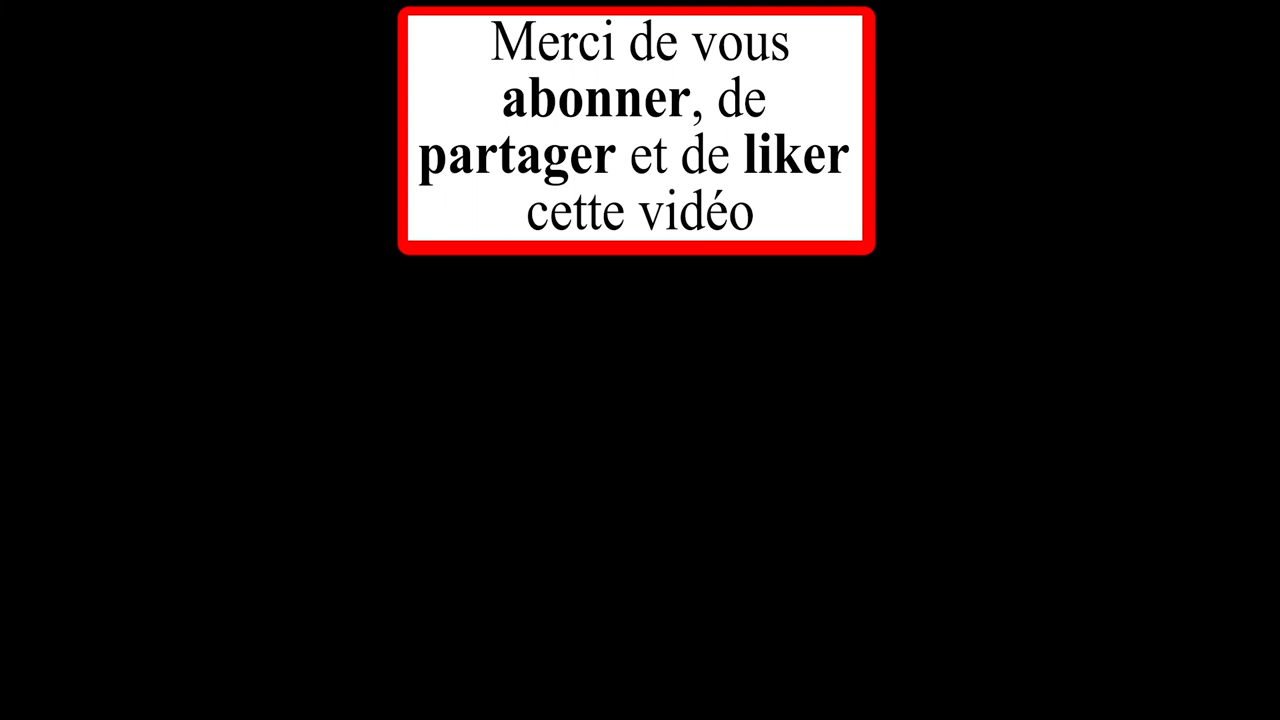 Merci de vous
abonner, de
partager et de liker
cette vidéo